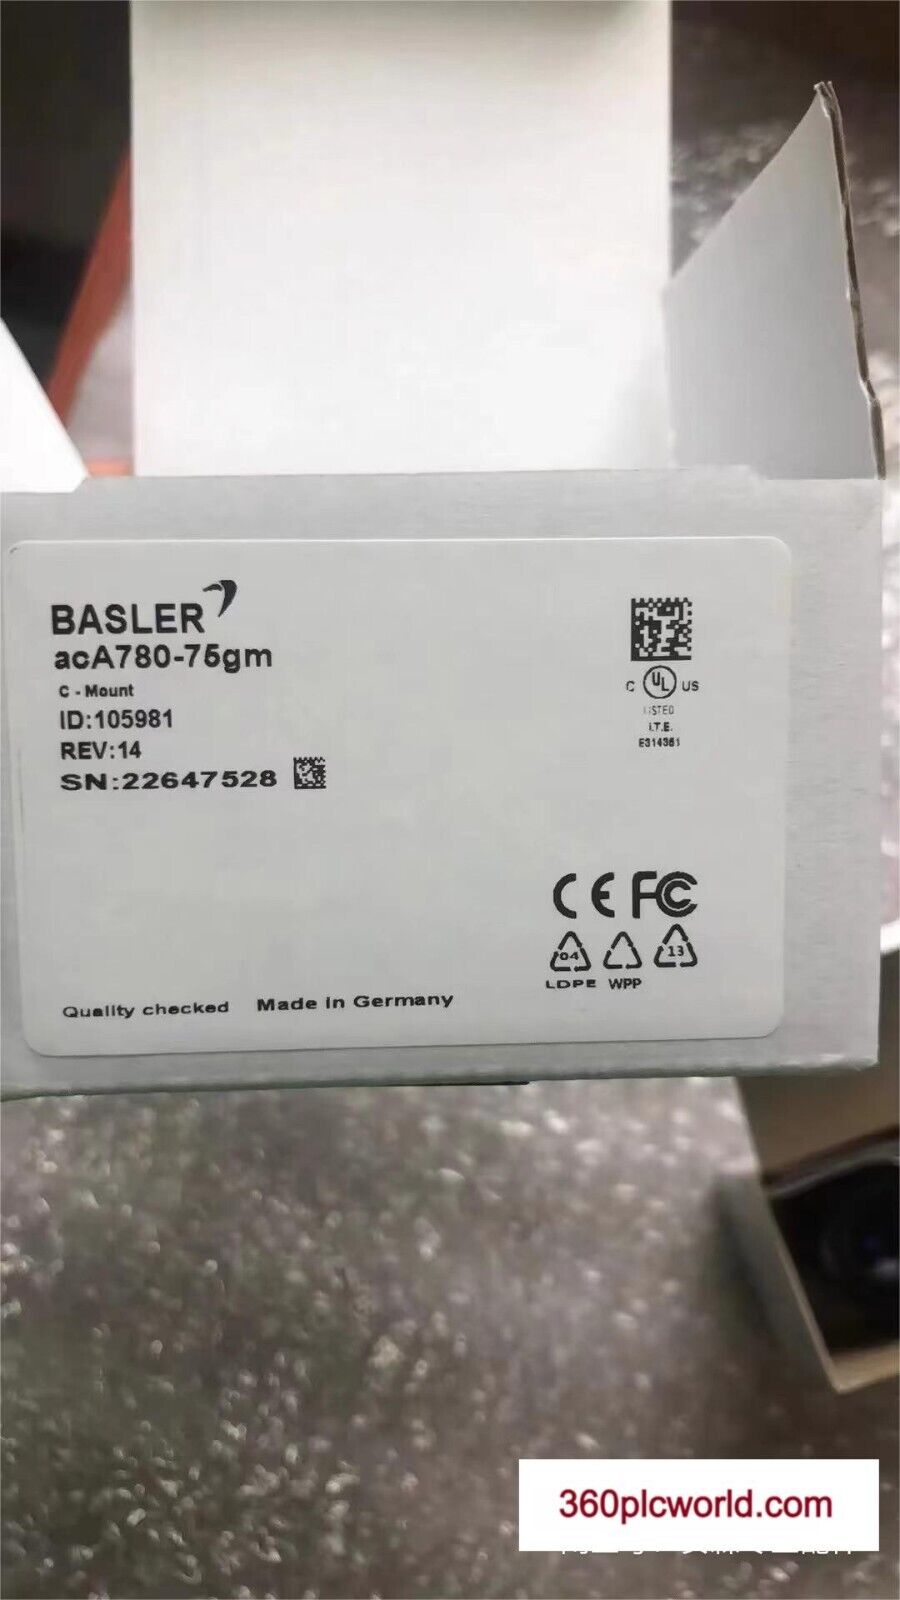 BASLER
acA780-75gm
C - Mount
ID:105981
REV:14
SN:22647528
C UL US
LISTED
I.T.E.
E314361
CE FC
04 13
LDPE WPP
Quality checked Made in Germany
360plcworld.com